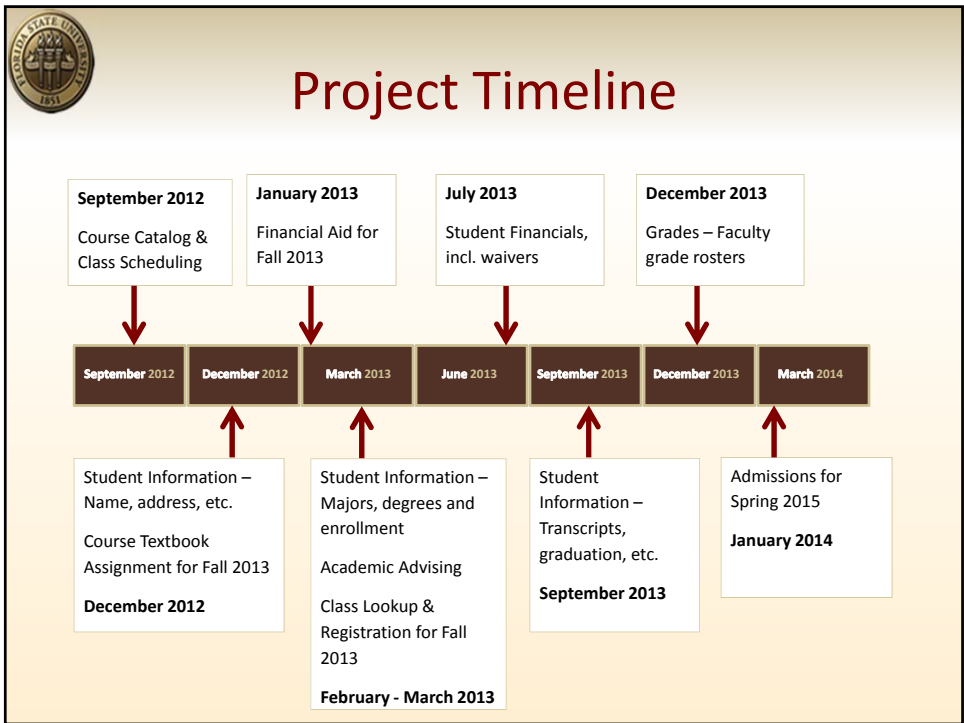 FLORIDA STATE UNIVERSITY
1851
Project Timeline
September 2012
Course Catalog &
Class Scheduling
January 2013
Financial Aid for
Fall 2013
July 2013
Student Financials,
incl. waivers
December 2013
Grades – Faculty
grade rosters
September 2012
December 2012
March 2013
June 2013
September 2013
December 2013
March 2014
Student Information –
Name, address, etc.
Course Textbook
Assignment for Fall 2013
December 2012
Student Information –
Majors, degrees and
enrollment
Academic Advising
Class Lookup &
Registration for Fall
2013
February - March 2013
Student
Information –
Transcripts,
graduation, etc.
September 2013
Admissions for
Spring 2015
January 2014